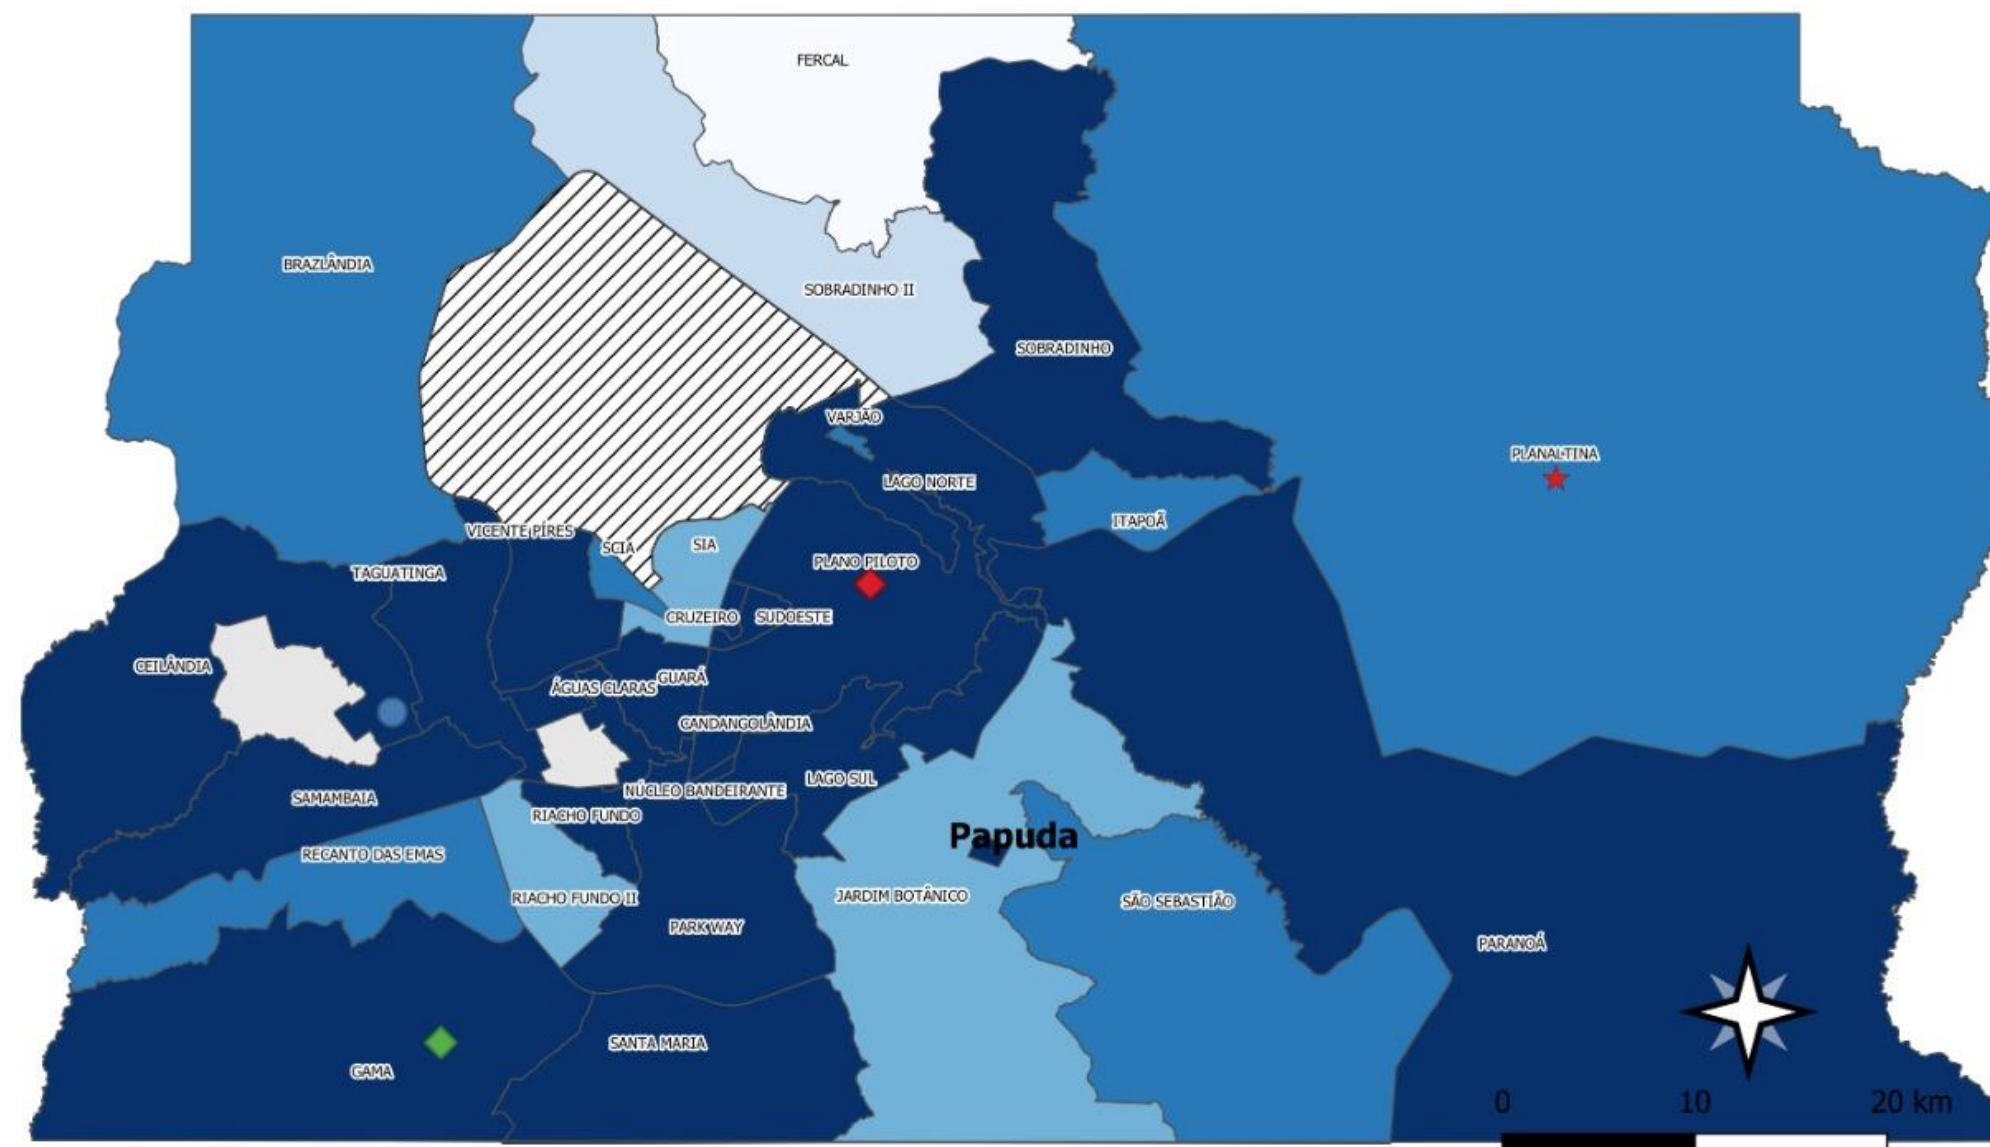 FERCAL
BRAZLÂNDIA
SOBRADINHO II
SOBRADINHO
VARJÃO
PLANALTINA
LAGO NORTE
ITAPOÃ
VICENTE PÍRES
SCIA
SIA
PLANO PILOTO
TAGUATINGA
CRUZEIRO
SUDOESTE
CEILÂNDIA
GUARÁ
ÁGUAS CLARAS
CANDANGOLÂNDIA
LAGO SUL
NÚCLEO BANDEIRANTE
SAMAMBAIA
RIACHO FUNDO
Papuda
RECANTO DAS EMAS
RIACHO FUNDO II
JARDIM BOTÂNICO
SÃO SEBASTIÃO
PARK WAY
PARANOÁ
SANTA MARIA
GAMA
0 10 20 km